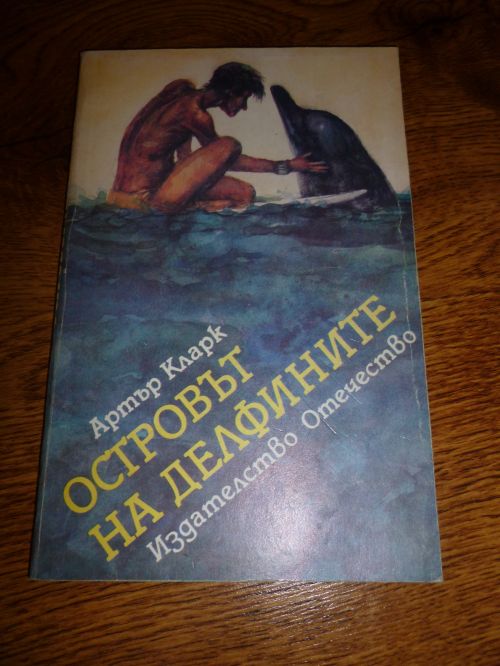 Артър Кларк
ОСТРОВЪТ
НА ДЕЛФИНИТЕ
Издателство Отечество